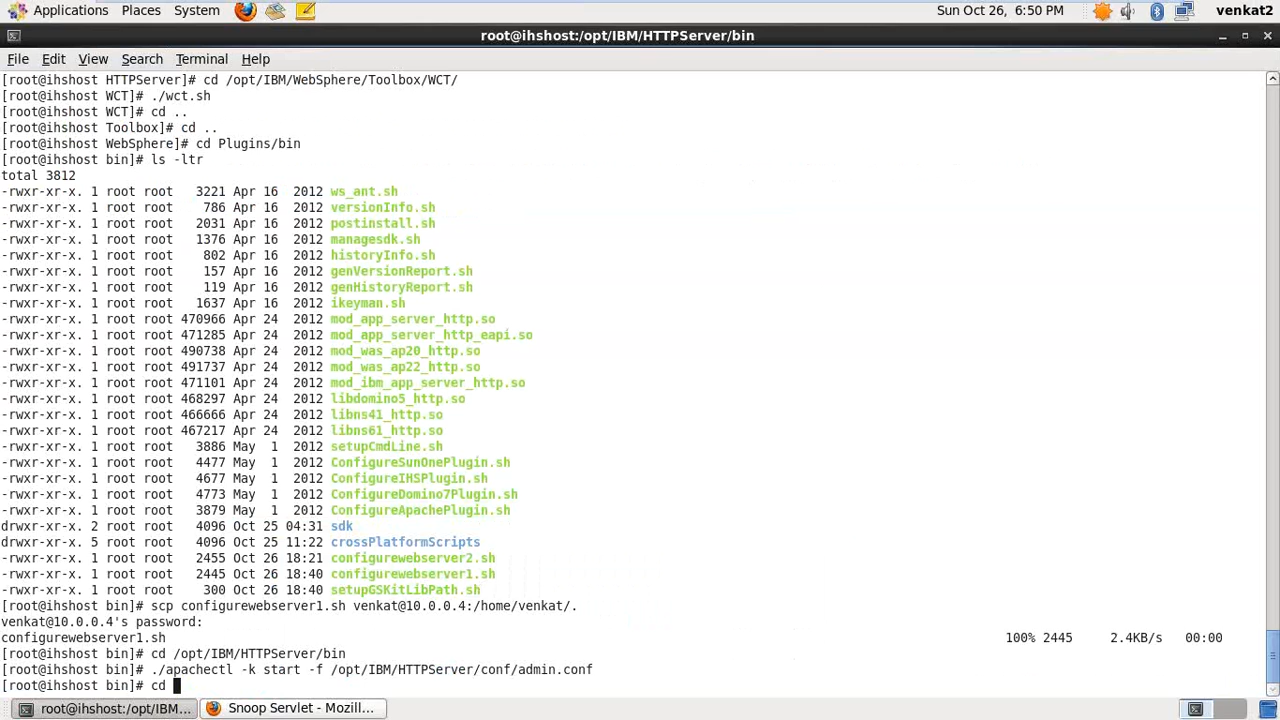 Applications Places System Sun Oct 26, 6:50 PM venkat2
root@ihshost:/opt/IBM/HTTPServer/bin
File Edit View Search Terminal Help
[root@ihshost HTTPServer]# cd /opt/IBM/WebSphere/Toolbox/WCT/
[root@ihshost WCT]# ./wct.sh
[root@ihshost WCT]# cd ..
[root@ihshost Toolbox]# cd ..
[root@ihshost WebSphere]# cd Plugins/bin
[root@ihshost bin]# ls -ltr
total 3812
-rwxr-xr-x. 1 root root 3221 Apr 16 2012 ws_ant.sh
-rwxr-xr-x. 1 root root 786 Apr 16 2012 versionInfo.sh
-rwxr-xr-x. 1 root root 2031 Apr 16 2012 postinstall.sh
-rwxr-xr-x. 1 root root 1376 Apr 16 2012 managesdk.sh
-rwxr-xr-x. 1 root root 802 Apr 16 2012 historyInfo.sh
-rwxr-xr-x. 1 root root 157 Apr 16 2012 genVersionReport.sh
-rwxr-xr-x. 1 root root 119 Apr 16 2012 genHistoryReport.sh
-rwxr-xr-x. 1 root root 1637 Apr 16 2012 ikeyman.sh
-rwxr-xr-x. 1 root root 470966 Apr 24 2012 mod_app_server_http.so
-rwxr-xr-x. 1 root root 471285 Apr 24 2012 mod_app_server_http_eapi.so
-rwxr-xr-x. 1 root root 490738 Apr 24 2012 mod_was_ap20_http.so
-rwxr-xr-x. 1 root root 491737 Apr 24 2012 mod_was_ap22_http.so
-rwxr-xr-x. 1 root root 471101 Apr 24 2012 mod_ibm_app_server_http.so
-rwxr-xr-x. 1 root root 468297 Apr 24 2012 libdomino5_http.so
-rwxr-xr-x. 1 root root 466666 Apr 24 2012 libns41_http.so
-rwxr-xr-x. 1 root root 467217 Apr 24 2012 libns61_http.so
-rwxr-xr-x. 1 root root 3886 May 1 2012 setupCmdLine.sh
-rwxr-xr-x. 1 root root 4477 May 1 2012 ConfigureSunOnePlugin.sh
-rwxr-xr-x. 1 root root 4677 May 1 2012 ConfigureIHSPlugin.sh
-rwxr-xr-x. 1 root root 4773 May 1 2012 ConfigureDomino7Plugin.sh
-rwxr-xr-x. 1 root root 3879 May 1 2012 ConfigureApachePlugin.sh
drwxr-xr-x. 2 root root 4096 Oct 25 04:31 sdk
drwxr-xr-x. 5 root root 4096 Oct 25 11:22 crossPlatformScripts
-rwxr-xr-x. 1 root root 2455 Oct 26 18:21 configurewebserver2.sh
-rwxr-xr-x. 1 root root 2445 Oct 26 18:40 configurewebserver1.sh
-rwxr-xr-x. 1 root root 300 Oct 26 18:40 setupGSKitLibPath.sh
[root@ihshost bin]# scp configurewebserver1.sh venkat@10.0.0.4:/home/venkat/.
venkat@10.0.0.4's password:
configurewebserver1.sh 100% 2445 2.4KB/s 00:00
[root@ihshost bin]# cd /opt/IBM/HTTPServer/bin
[root@ihshost bin]# ./apachectl -k start -f /opt/IBM/HTTPServer/conf/admin.conf
[root@ihshost bin]# cd
root@ihshost:/opt/IBM... Snoop Servlet - Mozill...